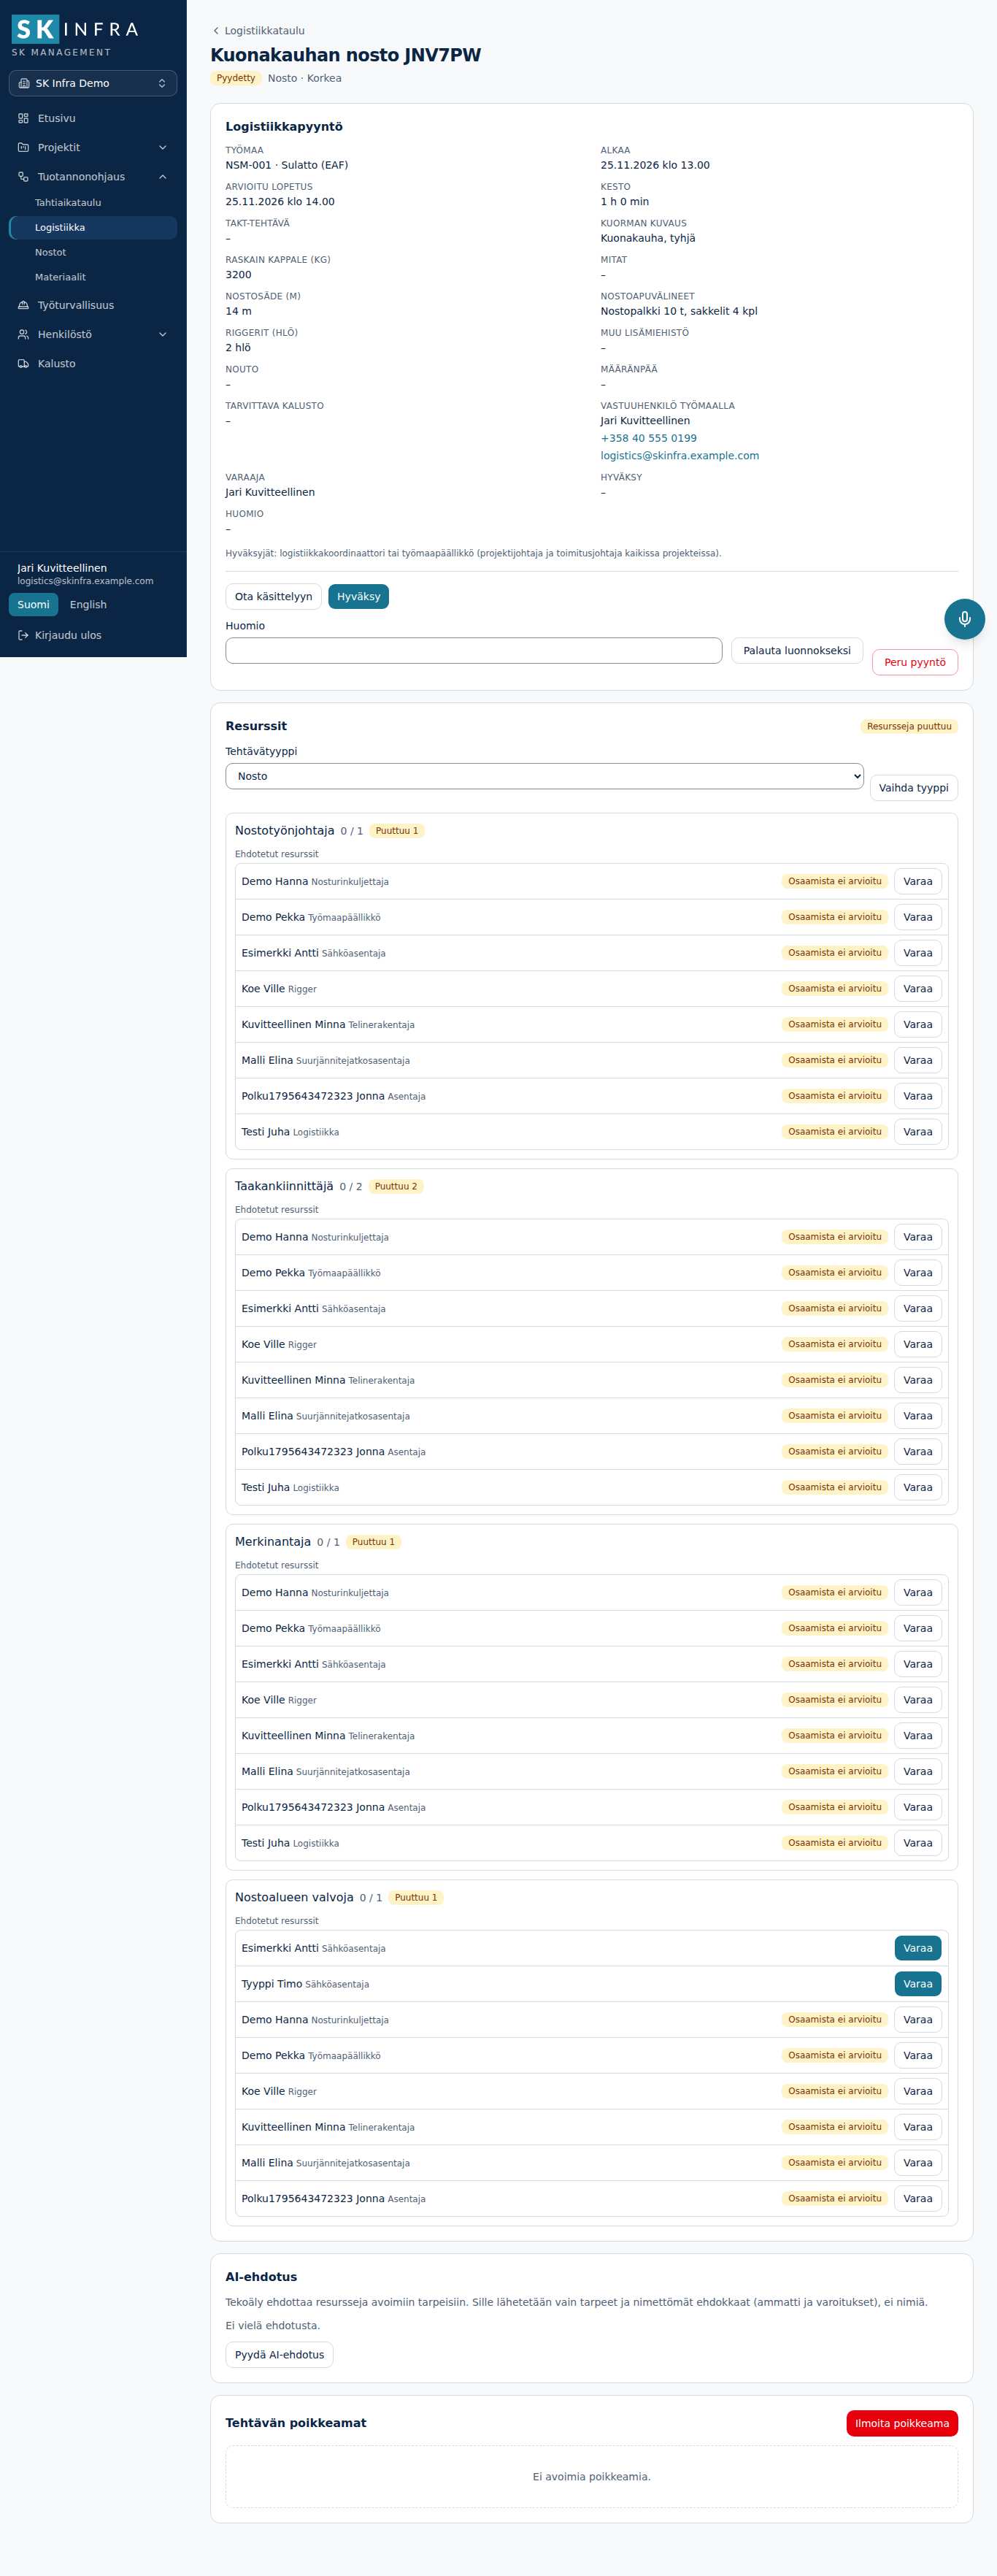 SK INFRA
SK MANAGEMENT
SK Infra Demo
Etusivu
Projektit
Tuotannonohjaus
Tahtiaikataulu
Logistiikka
Nostot
Materiaalit
Työturvallisuus
Henkilöstö
Kalusto
Jari Kuvitteellinen
logistics@skinfra.example.com
Suomi English
Kirjaudu ulos
Logistiikkataulu
Kuonakauhan nosto JNV7PW
Pyydetty Nosto · Korkea
Logistiikkapyyntö
TYÖMAA
NSM-001 · Sulatto (EAF)
ALKAA
25.11.2026 klo 13.00
ARVIOITU LOPETUS
25.11.2026 klo 14.00
KESTO
1 h 0 min
TAKT-TEHTÄVÄ
–
KUORMAN KUVAUS
Kuonakauha, tyhjä
RASKAIN KAPPALE (KG)
3200
MITAT
–
NOSTOSÄDE (M)
14 m
NOSTOAPUVÄLINEET
Nostopalkki 10 t, sakkelit 4 kpl
RIGGERIT (HLÖ)
2 hlö
MUU LISÄMIEHISTÖ
–
NOUTO
–
MÄÄRÄNPÄÄ
–
TARVITTAVA KALUSTO
–
VASTUUHENKILÖ TYÖMAALLA
Jari Kuvitteellinen
+358 40 555 0199
logistics@skinfra.example.com
VARAAJA
Jari Kuvitteellinen
HYVÄKSY
–
HUOMIO
–
Hyväksyjät: logistiikkakoordinaattori tai työmaapäällikkö (projektijohtaja ja toimitusjohtaja kaikissa projekteissa).
Ota käsittelyyn Hyväksy
Huomio
Palauta luonnokseksi
Peru pyyntö
Resurssit Resursseja puuttuu
Tehtävätyyppi
Nosto
Vaihda tyyppi
Nostotyönjohtaja 0 / 1 Puuttuu 1
Ehdotetut resurssit
Demo Hanna Nosturinkuljettaja Osaamista ei arvioitu Varaa
Demo Pekka Työmaapäällikkö Osaamista ei arvioitu Varaa
Esimerkki Antti Sähköasentaja Osaamista ei arvioitu Varaa
Koe Ville Rigger Osaamista ei arvioitu Varaa
Kuvitteellinen Minna Telinerakentaja Osaamista ei arvioitu Varaa
Malli Elina Suurjännitejatkosasentaja Osaamista ei arvioitu Varaa
Polku1795643472323 Jonna Asentaja Osaamista ei arvioitu Varaa
Testi Juha Logistiikka Osaamista ei arvioitu Varaa
Taakankiinnittäjä 0 / 2 Puuttuu 2
Ehdotetut resurssit
Demo Hanna Nosturinkuljettaja Osaamista ei arvioitu Varaa
Demo Pekka Työmaapäällikkö Osaamista ei arvioitu Varaa
Esimerkki Antti Sähköasentaja Osaamista ei arvioitu Varaa
Koe Ville Rigger Osaamista ei arvioitu Varaa
Kuvitteellinen Minna Telinerakentaja Osaamista ei arvioitu Varaa
Malli Elina Suurjännitejatkosasentaja Osaamista ei arvioitu Varaa
Polku1795643472323 Jonna Asentaja Osaamista ei arvioitu Varaa
Testi Juha Logistiikka Osaamista ei arvioitu Varaa
Merkinantaja 0 / 1 Puuttuu 1
Ehdotetut resurssit
Demo Hanna Nosturinkuljettaja Osaamista ei arvioitu Varaa
Demo Pekka Työmaapäällikkö Osaamista ei arvioitu Varaa
Esimerkki Antti Sähköasentaja Osaamista ei arvioitu Varaa
Koe Ville Rigger Osaamista ei arvioitu Varaa
Kuvitteellinen Minna Telinerakentaja Osaamista ei arvioitu Varaa
Malli Elina Suurjännitejatkosasentaja Osaamista ei arvioitu Varaa
Polku1795643472323 Jonna Asentaja Osaamista ei arvioitu Varaa
Testi Juha Logistiikka Osaamista ei arvioitu Varaa
Nostoalueen valvoja 0 / 1 Puuttuu 1
Ehdotetut resurssit
Esimerkki Antti Sähköasentaja Varaa
Tyyppi Timo Sähköasentaja Varaa
Demo Hanna Nosturinkuljettaja Osaamista ei arvioitu Varaa
Demo Pekka Työmaapäällikkö Osaamista ei arvioitu Varaa
Koe Ville Rigger Osaamista ei arvioitu Varaa
Kuvitteellinen Minna Telinerakentaja Osaamista ei arvioitu Varaa
Malli Elina Suurjännitejatkosasentaja Osaamista ei arvioitu Varaa
Polku1795643472323 Jonna Asentaja Osaamista ei arvioitu Varaa
AI-ehdotus
Tekoäly ehdottaa resursseja avoimiin tarpeisiin. Sille lähetetään vain tarpeet ja nimettömät ehdokkaat (ammatti ja varoitukset), ei nimiä.
Ei vielä ehdotusta.
Pyydä AI-ehdotus
Tehtävän poikkeamat Ilmoita poikkeama
Ei avoimia poikkeamia.